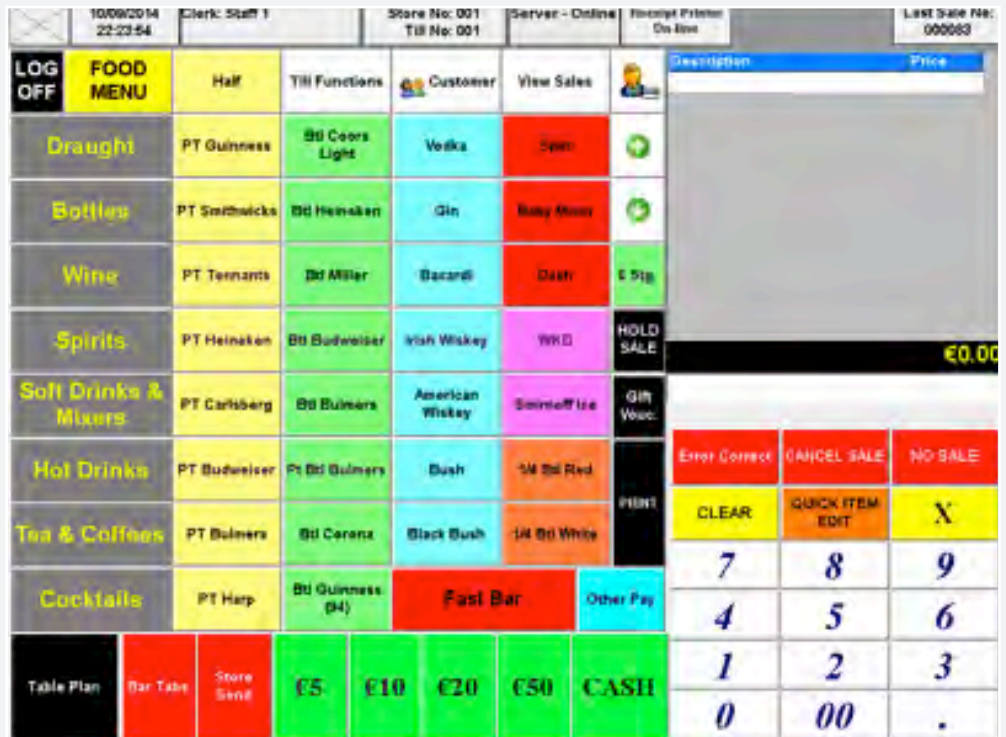 10/09/2014
22:23:54
Clerk: Staff 1
Store No: 001
Till No: 001
Server - Online
Receipt Printer
On-line
Last Sale No:
000063
LOG
OFF
FOOD
MENU
Half
Till Functions
Customer
View Sales
Description Price
Draught
PT Guinness
Btl Coors
Light
Vodka
Bottles
PT Smithwicks
Btl Heineken
Gin
Baby Mixer
Wine
PT Tennants
Btl Miller
Bacardi
Dash
£ Stg
Spirits
PT Heineken
Btl Budweiser
Irish Wiskey
WKD
HOLD
SALE
€0.00
Soft Drinks &
Mixers
PT Carlsberg
Btl Bulmers
American
Wiskey
Smirnoff Ice
Gift
Vouc.
Hot Drinks
PT Budweiser
Pt Btl Bulmers
Bush
1/4 Btl Red
PRINT
Error Correct
CANCEL SALE
NO SALE
Tea & Coffees
PT Bulmers
Btl Corona
Black Bush
1/4 Btl White
CLEAR
QUICK ITEM
EDIT
X
Cocktails
PT Harp
Btl Guinness
Fast Bar
Other Pay
7 8 9
4 5 6
Table Plan
Bar Tabs
Store
Send
€5
€10
€20
€50
CASH
1 2 3
0 00 .